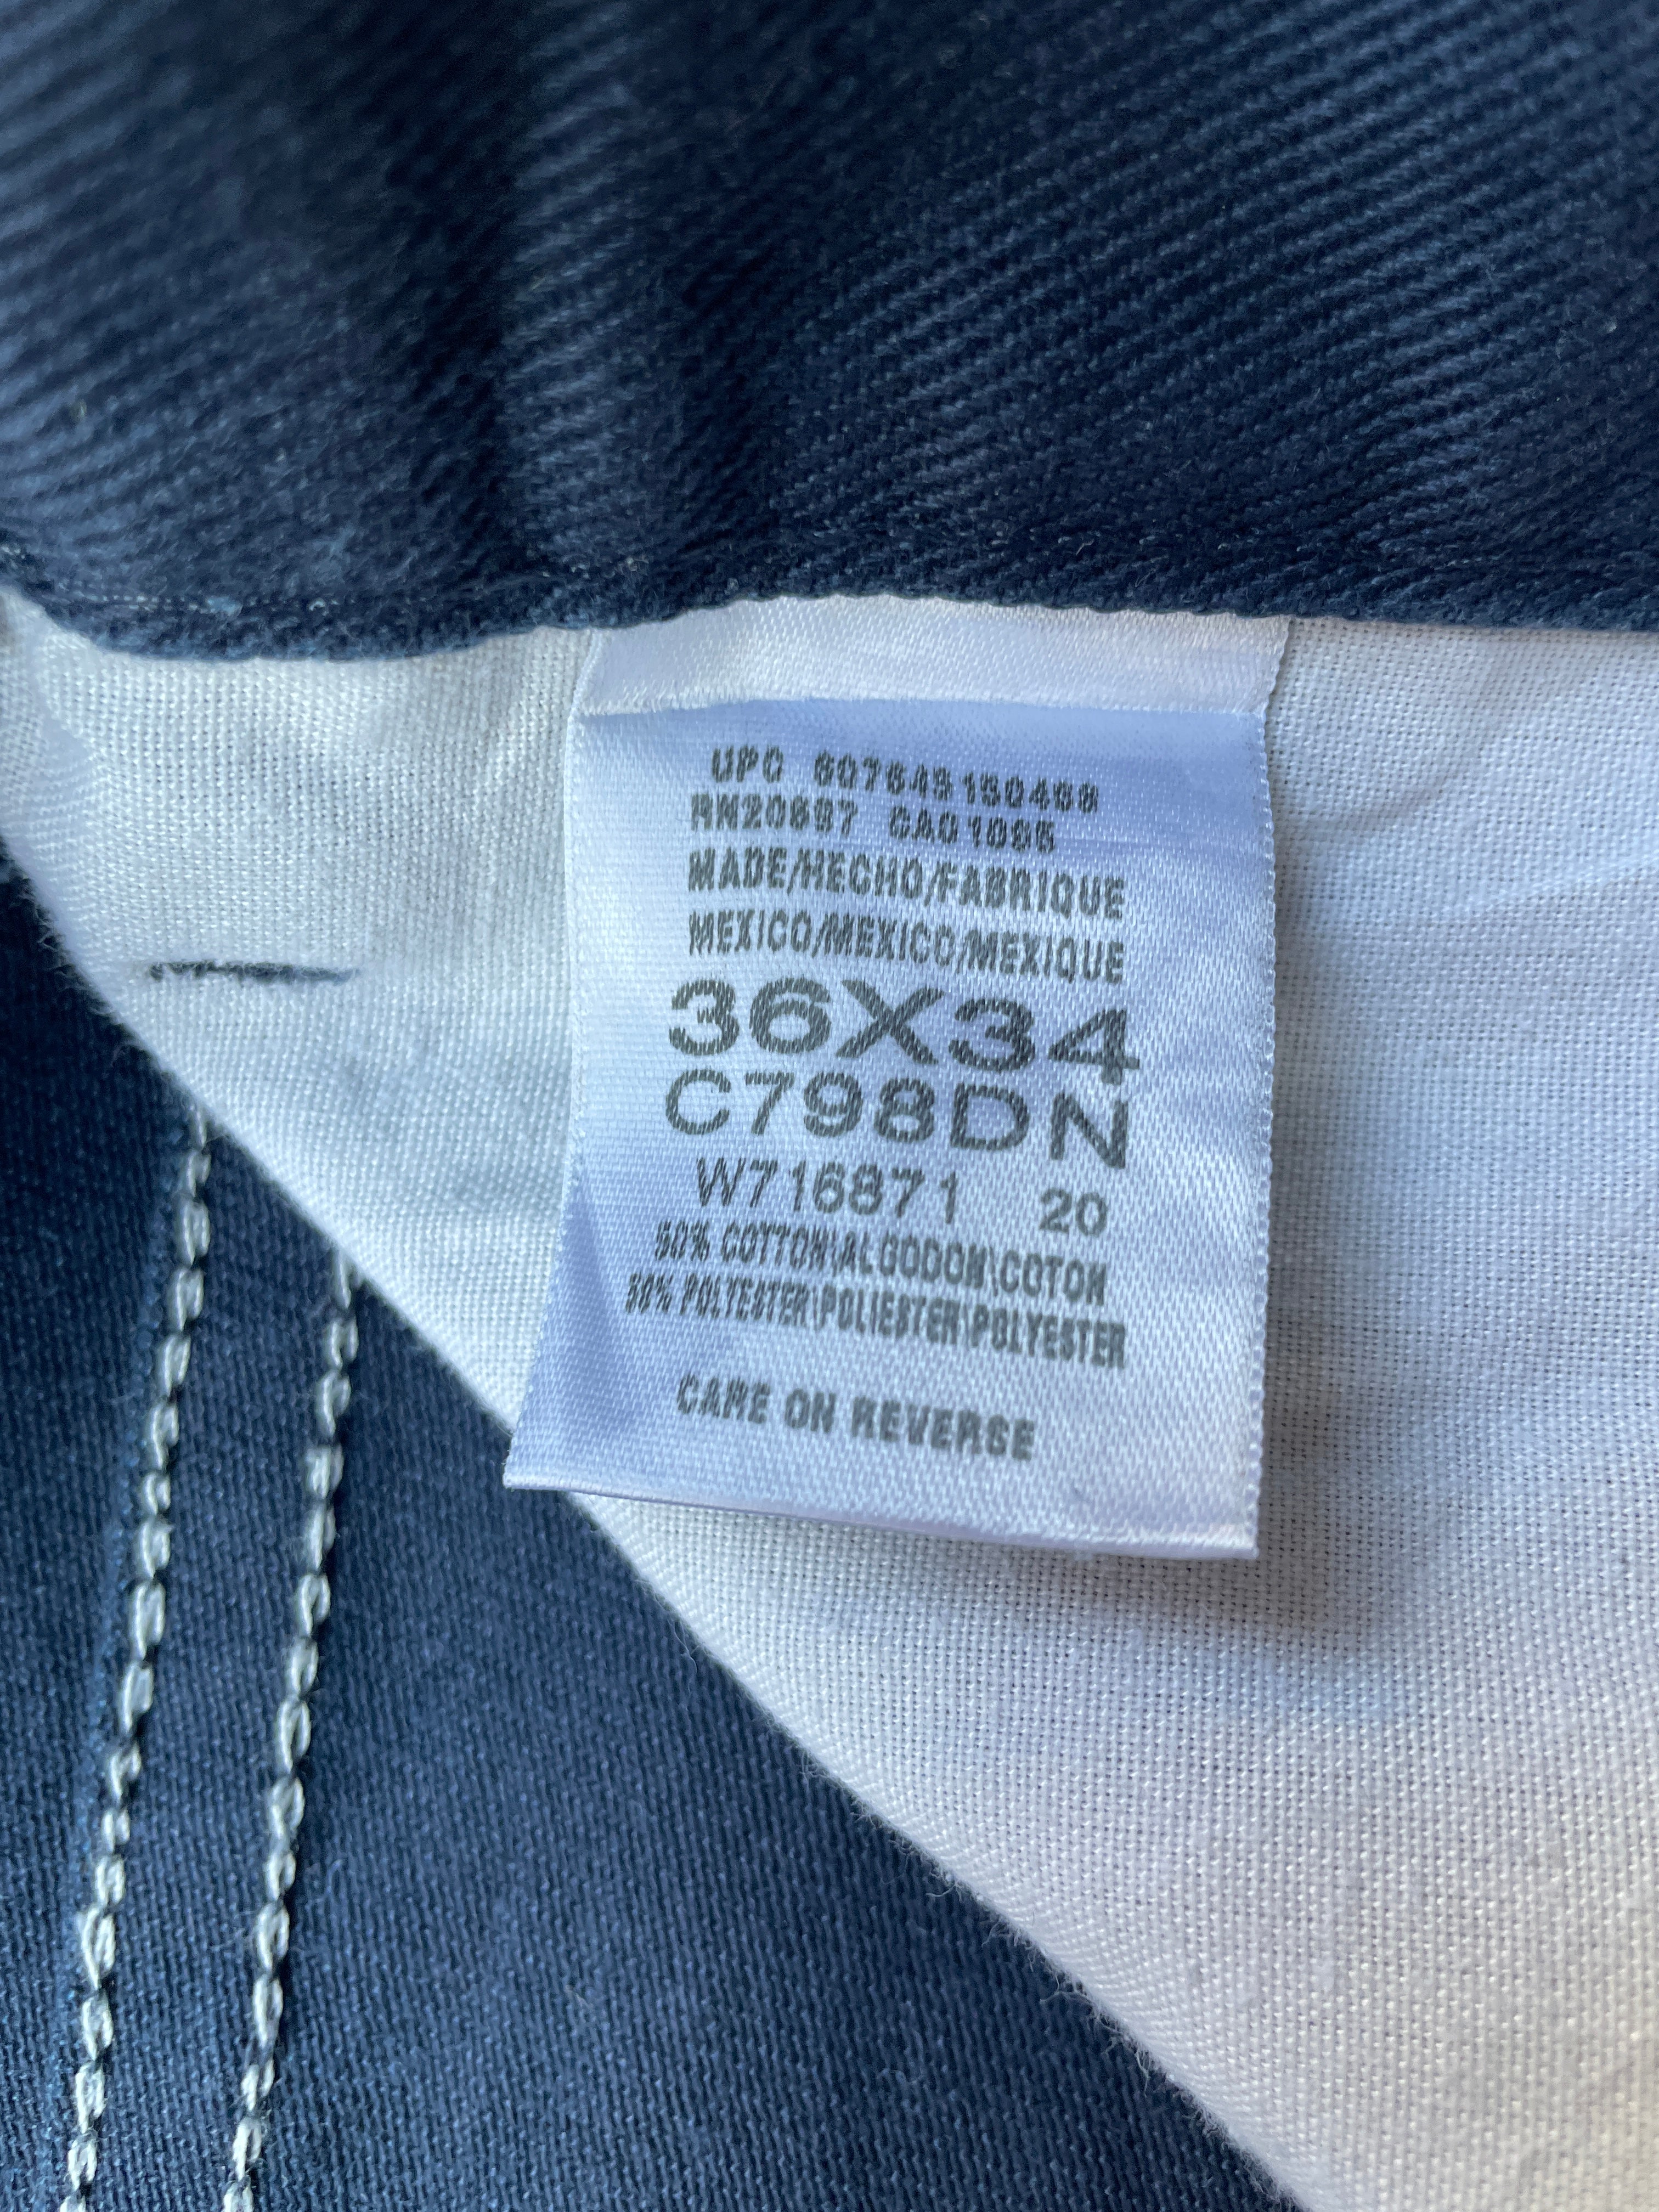 UPC 607645150468
RN20697 CA01095
MADE/HECHO/FABRIQUE
MEXICO/MEXICO/MEXIQUE
36X34
C798DN
W716871 20
50% COTTON\ALGODON\COTON
50% POLYESTER\POLIESTER\POLYESTER
CARE ON REVERSE